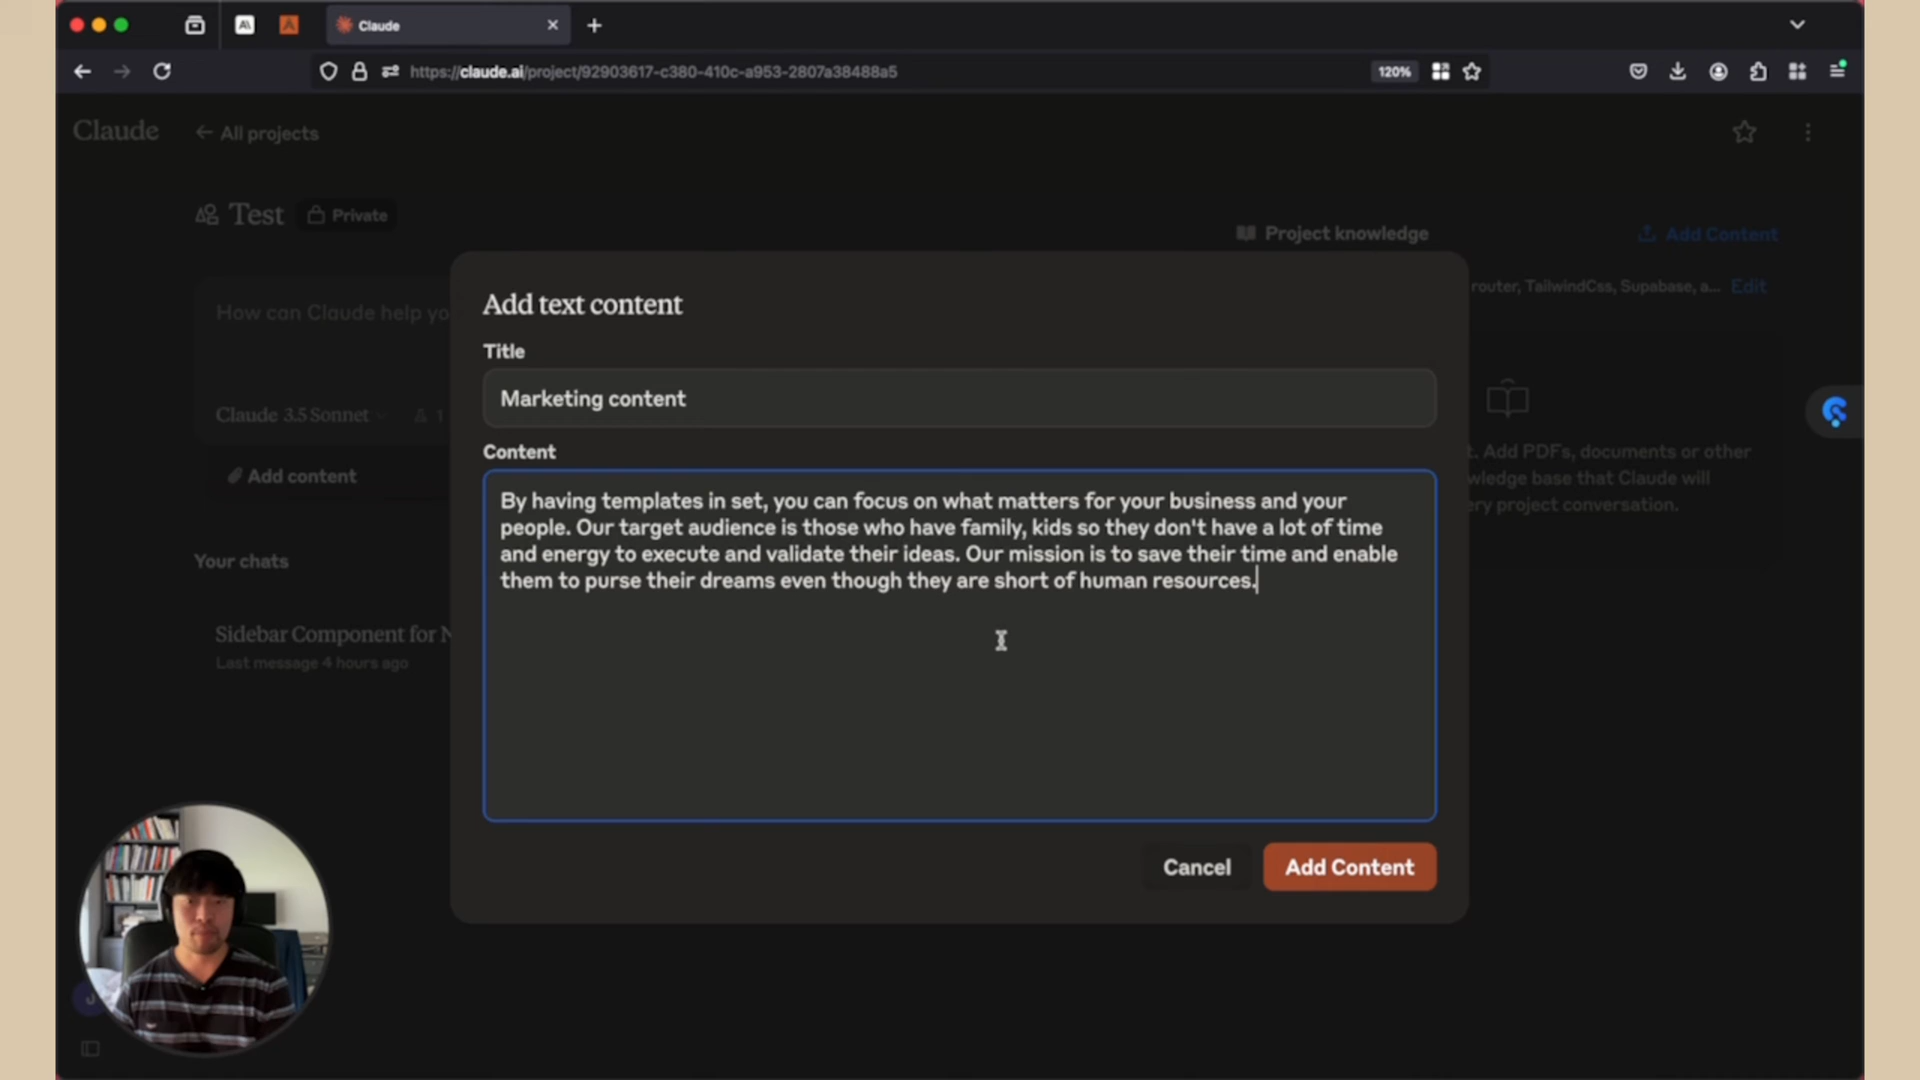 Claude
https://claude.ai/project/92903617-c380-410c-a953-2807a38488a5
120%
Claude
All projects
Test
Private
Project knowledge
Add Content
How can Claude help yo
router, TailwindCss, Supabase, a...
Edit
Add text content
Title
Marketing content
Claude 3.5 Sonnet
1
Content
Add content
By having templates in set, you can focus on what matters for your business and your
people. Our target audience is those who have family, kids so they don't have a lot of time
and energy to execute and validate their ideas. Our mission is to save their time and enable
them to purse their dreams even though they are short of human resources.
t. Add PDFs, documents or other
wledge base that Claude will
ery project conversation.
Your chats
Sidebar Component for N
Last message 4 hours ago
Cancel
Add Content
J